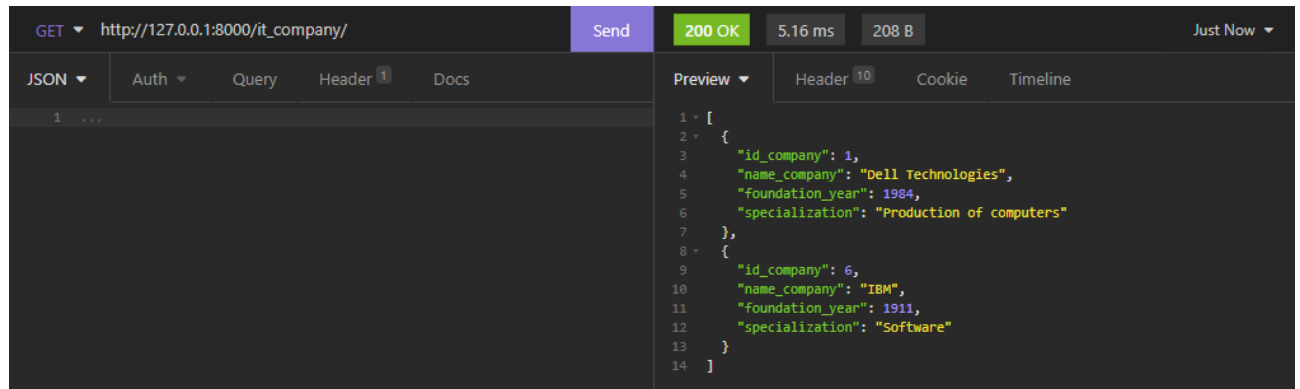 GET http://127.0.0.1:8000/it_company/ Send 200 OK 5.16 ms 208 B Just Now
JSON Auth Query Header 1 Docs Preview Header 10 Cookie Timeline
1 ...
1 [
2 {
3 "id_company": 1,
4 "name_company": "Dell Technologies",
5 "foundation_year": 1984,
6 "specialization": "Production of computers"
7 },
8 {
9 "id_company": 6,
10 "name_company": "IBM",
11 "foundation_year": 1911,
12 "specialization": "Software"
13 }
14 ]